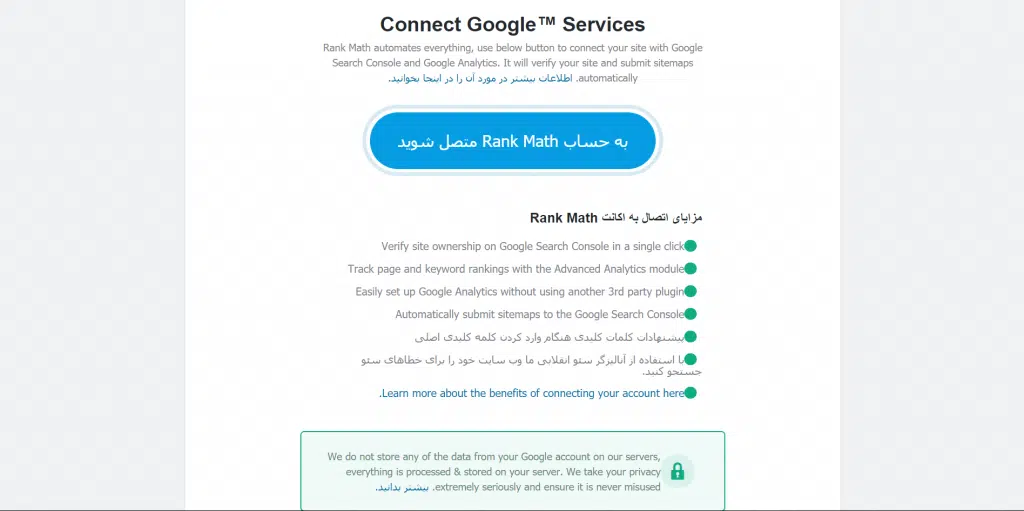 Connect Google™ Services
Rank Math automates everything, use below button to connect your site with Google
Search Console and Google Analytics. It will verify your site and submit sitemaps
automatically. اطلاعات بیشتر در مورد آن را در اینجا بخوانید.
به حساب Rank Math متصل شوید
مزایای اتصال به اکانت Rank Math
Verify site ownership on Google Search Console in a single click
Track page and keyword rankings with the Advanced Analytics module
Easily set up Google Analytics without using another 3rd party plugin
Automatically submit sitemaps to the Google Search Console
پیشنهادات کلمات کلیدی هنگام وارد کردن کلمه کلیدی اصلی
با استفاده از آنالیزگر سئو انقلابی ما وب سایت خود را برای خطاهای سئو
جستجو کنید.
Learn more about the benefits of connecting your account here.
We do not store any of the data from your Google account on our servers,
everything is processed & stored on your server. We take your privacy
extremely seriously and ensure it is never misused. بیشتر بدانید.